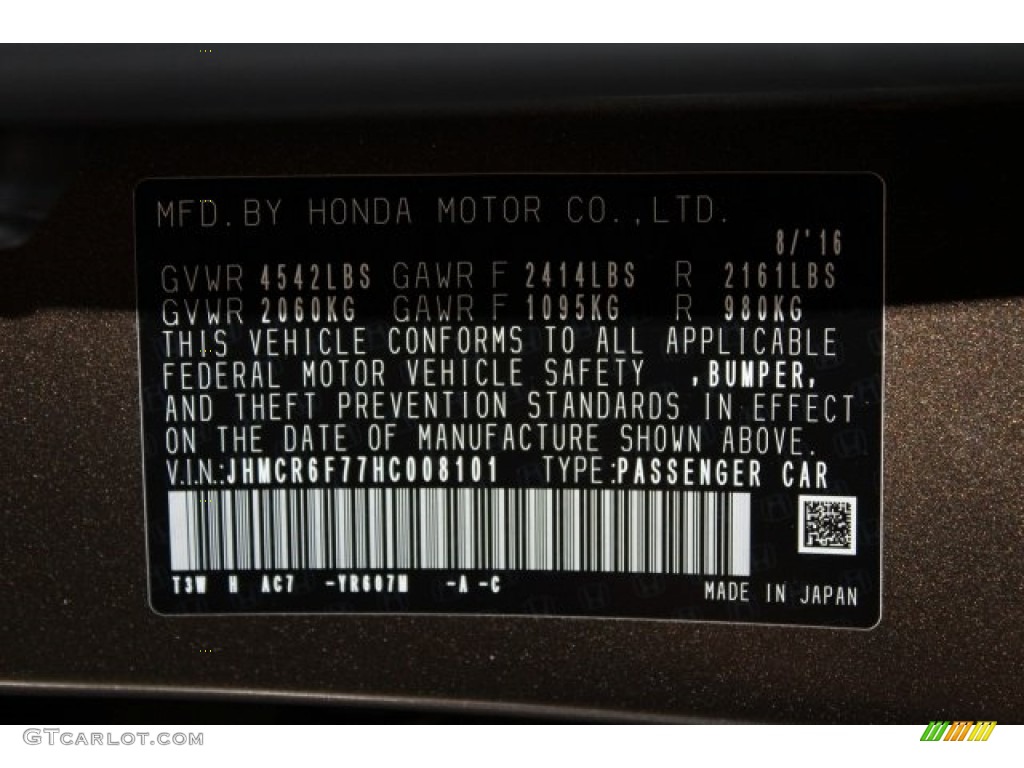 MFD.BY HONDA MOTOR CO.,LTD.
8/'16
GVWR 4542LBS GAWR F 2414LBS R 2161LBS
GVWR 2060KG GAWR F 1095KG R 980KG
THIS VEHICLE CONFORMS TO ALL APPLICABLE
FEDERAL MOTOR VEHICLE SAFETY ,BUMPER,
AND THEFT PREVENTION STANDARDS IN EFFECT
ON THE DATE OF MANUFACTURE SHOWN ABOVE.
V.I.N.:JHMCR6F77HC008101 TYPE:PASSENGER CAR
T3W H AC7 -YR607M -A -C
MADE IN JAPAN
GTcarlot.com